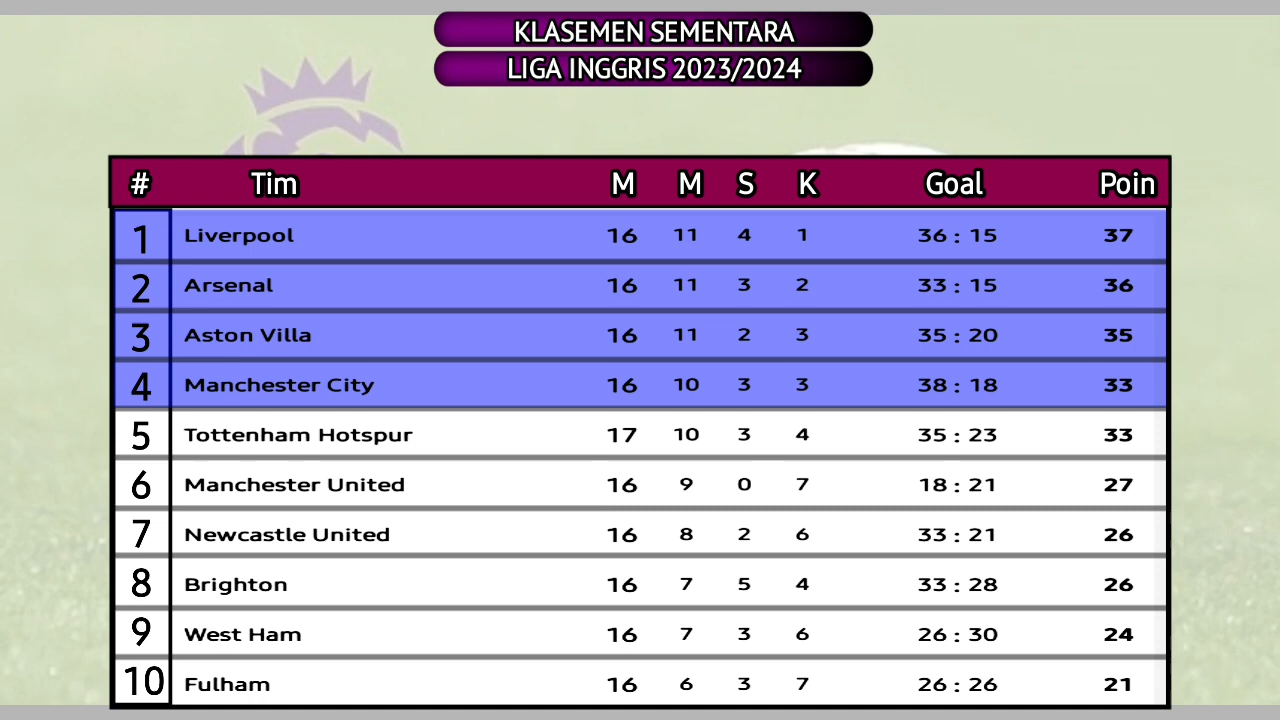 KLASEMEN SEMENTARA
LIGA INGGRIS 2023/2024
# Tim M M S K Goal Poin
1 Liverpool 16 11 4 1 36 : 15 37
2 Arsenal 16 11 3 2 33 : 15 36
3 Aston Villa 16 11 2 3 35 : 20 35
4 Manchester City 16 10 3 3 38 : 18 33
5 Tottenham Hotspur 17 10 3 4 35 : 23 33
6 Manchester United 16 9 0 7 18 : 21 27
7 Newcastle United 16 8 2 6 33 : 21 26
8 Brighton 16 7 5 4 33 : 28 26
9 West Ham 16 7 3 6 26 : 30 24
10 Fulham 16 6 3 7 26 : 26 21